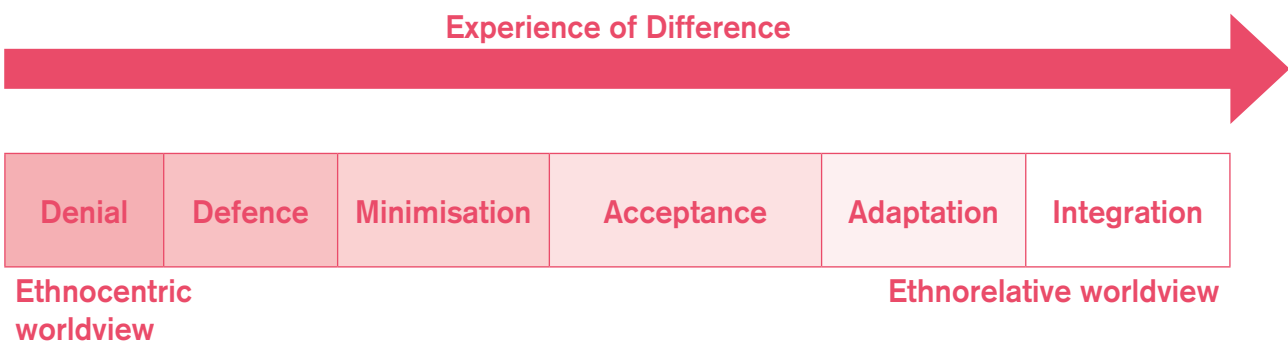 Experience of Difference
Denial
Defence
Minimisation
Acceptance
Adaptation
Integration
Ethnocentric
worldview
Ethnorelative worldview